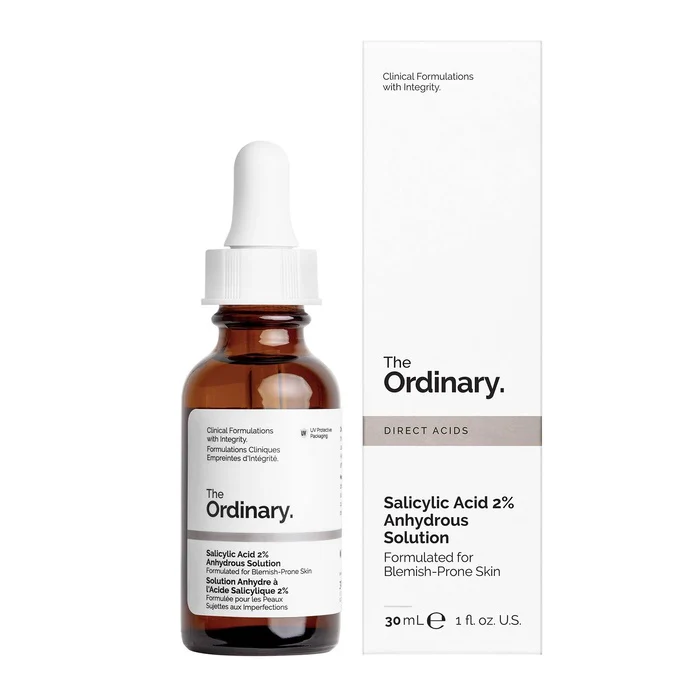 Clinical Formulations
with Integrity.
Formulations Cliniques
Empreintes d'Intégrité.
UV
UV Protective
Packaging
The
Ordinary.
Salicylic Acid 2%
Anhydrous Solution
Formulated for Blemish-Prone Skin
Solution Anhydre à
l'Acide Salicylique 2%
Formulée pour les Peaux
Sujettes aux Imperfections
Clinical Formulations
with Integrity.
The
Ordinary.
DIRECT ACIDS
Salicylic Acid 2%
Anhydrous
Solution
Formulated for
Blemish-Prone Skin
30 mL ℮ 1 fl. oz. U.S.